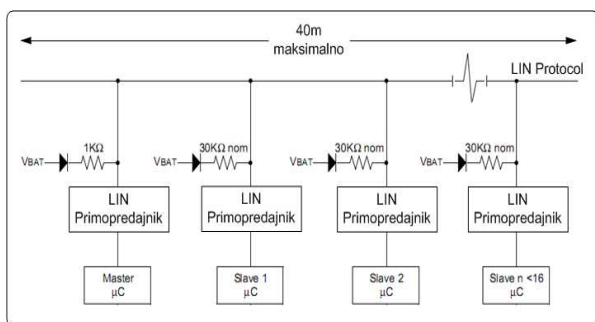 40m
maksimalno
LIN Protocol
VBAT
1KΩ
VBAT
30KΩ nom
VBAT
30KΩ nom
VBAT
30KΩ nom
LIN
Primopredajnik
LIN
Primopredajnik
LIN
Primopredajnik
LIN
Primopredajnik
Master
µC
Slave 1
µC
Slave 2
µC
Slave n <16
µC